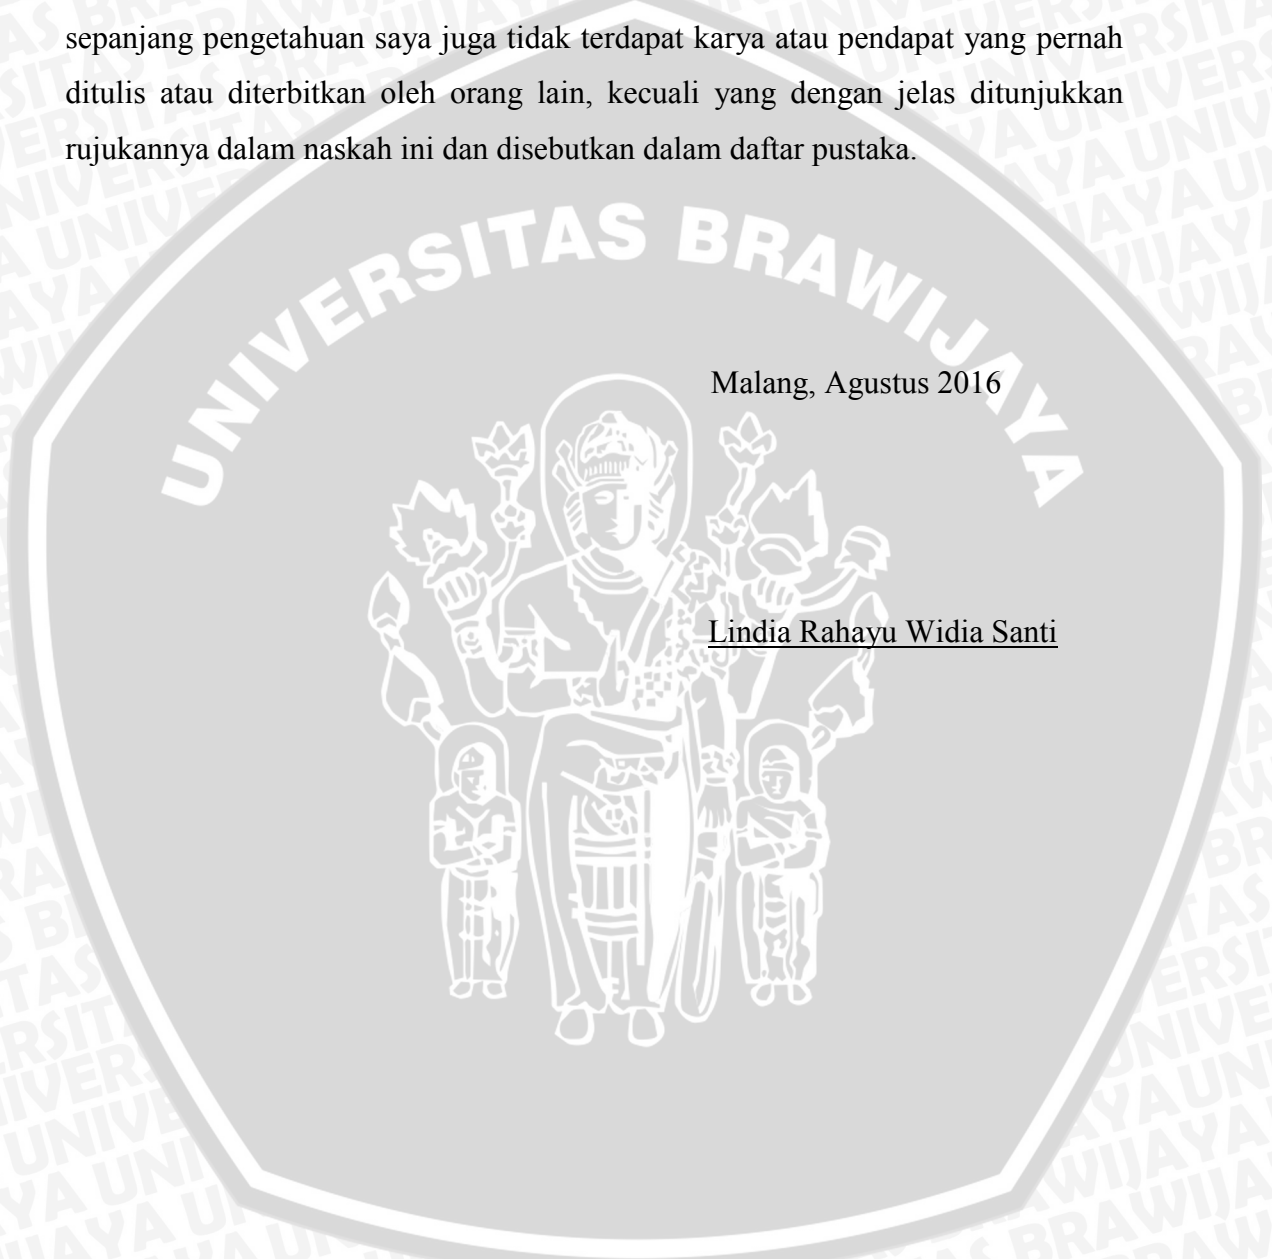 sepanjang pengetahuan saya juga tidak terdapat karya atau pendapat yang pernah
ditulis atau diterbitkan oleh orang lain, kecuali yang dengan jelas ditunjukkan
rujukannya dalam naskah ini dan disebutkan dalam daftar pustaka.
UNIVERSITAS BRAWIJAYA
Malang, Agustus 2016
Lindia Rahayu Widia Santi